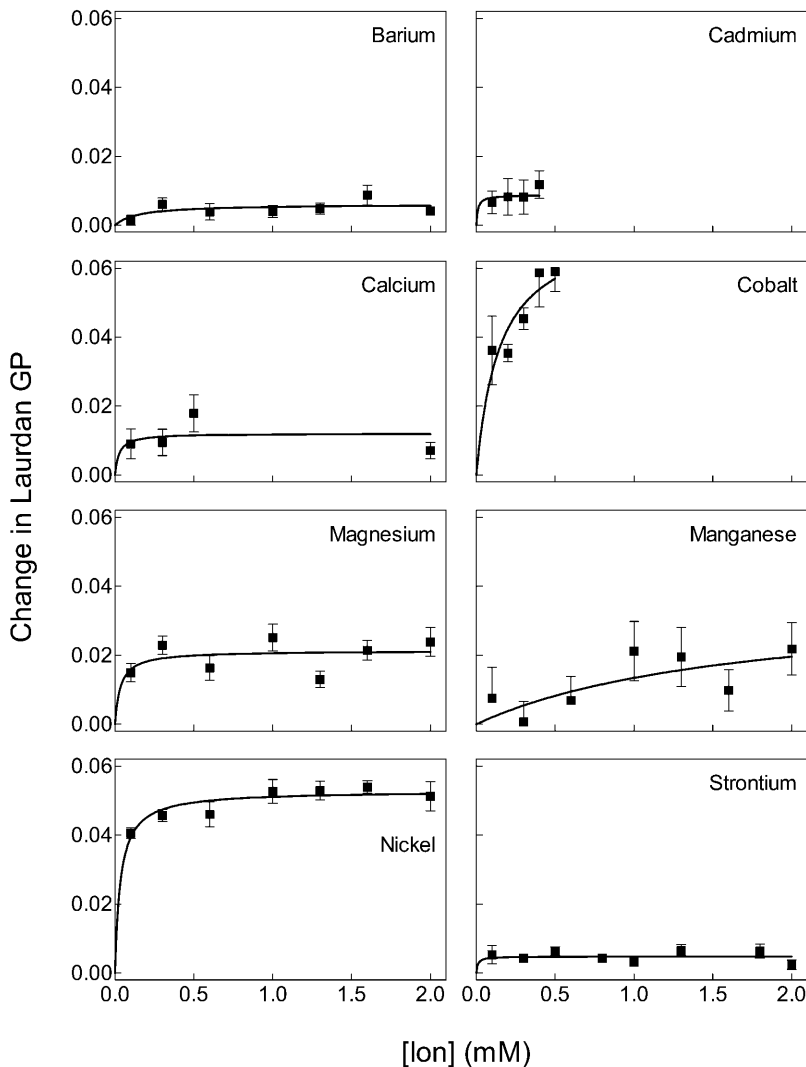 0.06
Barium
Cadmium
0.04
0.02
0.00
0.06
Calcium
Cobalt
0.04
0.02
0.00
0.06
Magnesium
Manganese
0.04
0.02
0.00
0.06
Strontium
0.04
Nickel
0.02
0.00
0.0 0.5 1.0 1.5 2.0 0.0 0.5 1.0 1.5 2.0
Change in Laurdan GP
[Ion] (mM)